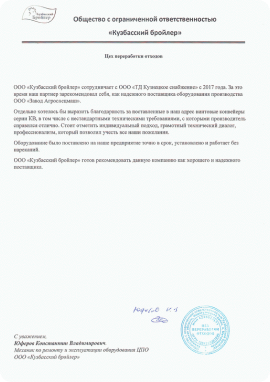 Кузбасский
Бройлер
Общество с ограниченной ответственностью
«Кузбасский бройлер»
Цех переработки отходов
ООО «Кузбасский бройлер» сотрудничает с ООО «ТД Кузнецкое снабжение» с 2017 года. За это
время наш партнер зарекомендовал себя, как надежного поставщика оборудования производства
ООО «Завод Агросельмаш».
Отдельно хотелось бы выразить благодарность за поставленные в наш адрес винтовые конвейеры
серии КВ, в том числе с нестандартными техническими требованиями, с которыми производитель
справился отлично. Стоит отметить индивидуальный подход, грамотный технический диалог,
профессионализм, который позволил учесть все наши пожелания.
Оборудование было поставлено на наше предприятие точно в срок, установлено и работает без
нареканий.
ООО «Кузбасский бройлер» готов рекомендовать данную компанию как хорошего и надежного
поставщика.
С уважением,
Юферов Константин Владимирович.
Механик по ремонту и эксплуатации оборудования ЦПО
ООО «Кузбасский бройлер»